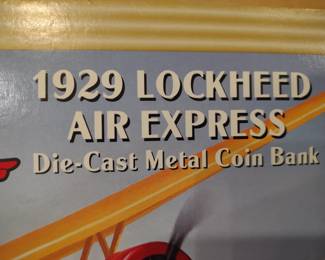 1929 LOCKHEED
AIR EXPRESS
Die-Cast Metal Coin Bank